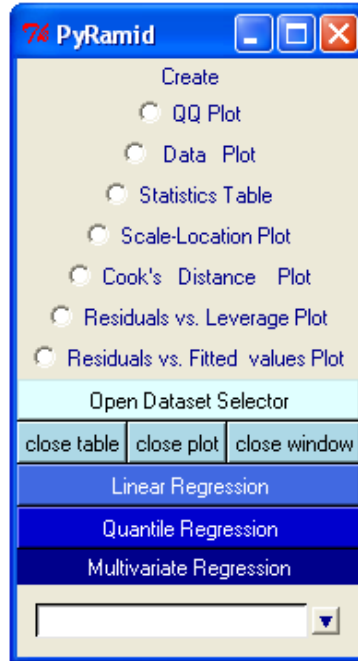 PyRamid
Create
QQ Plot
Data Plot
Statistics Table
Scale-Location Plot
Cook's Distance Plot
Residuals vs. Leverage Plot
Residuals vs. Fitted values Plot
Open Dataset Selector
close table close plot close window
Linear Regression
Quantile Regression
Multivariate Regression